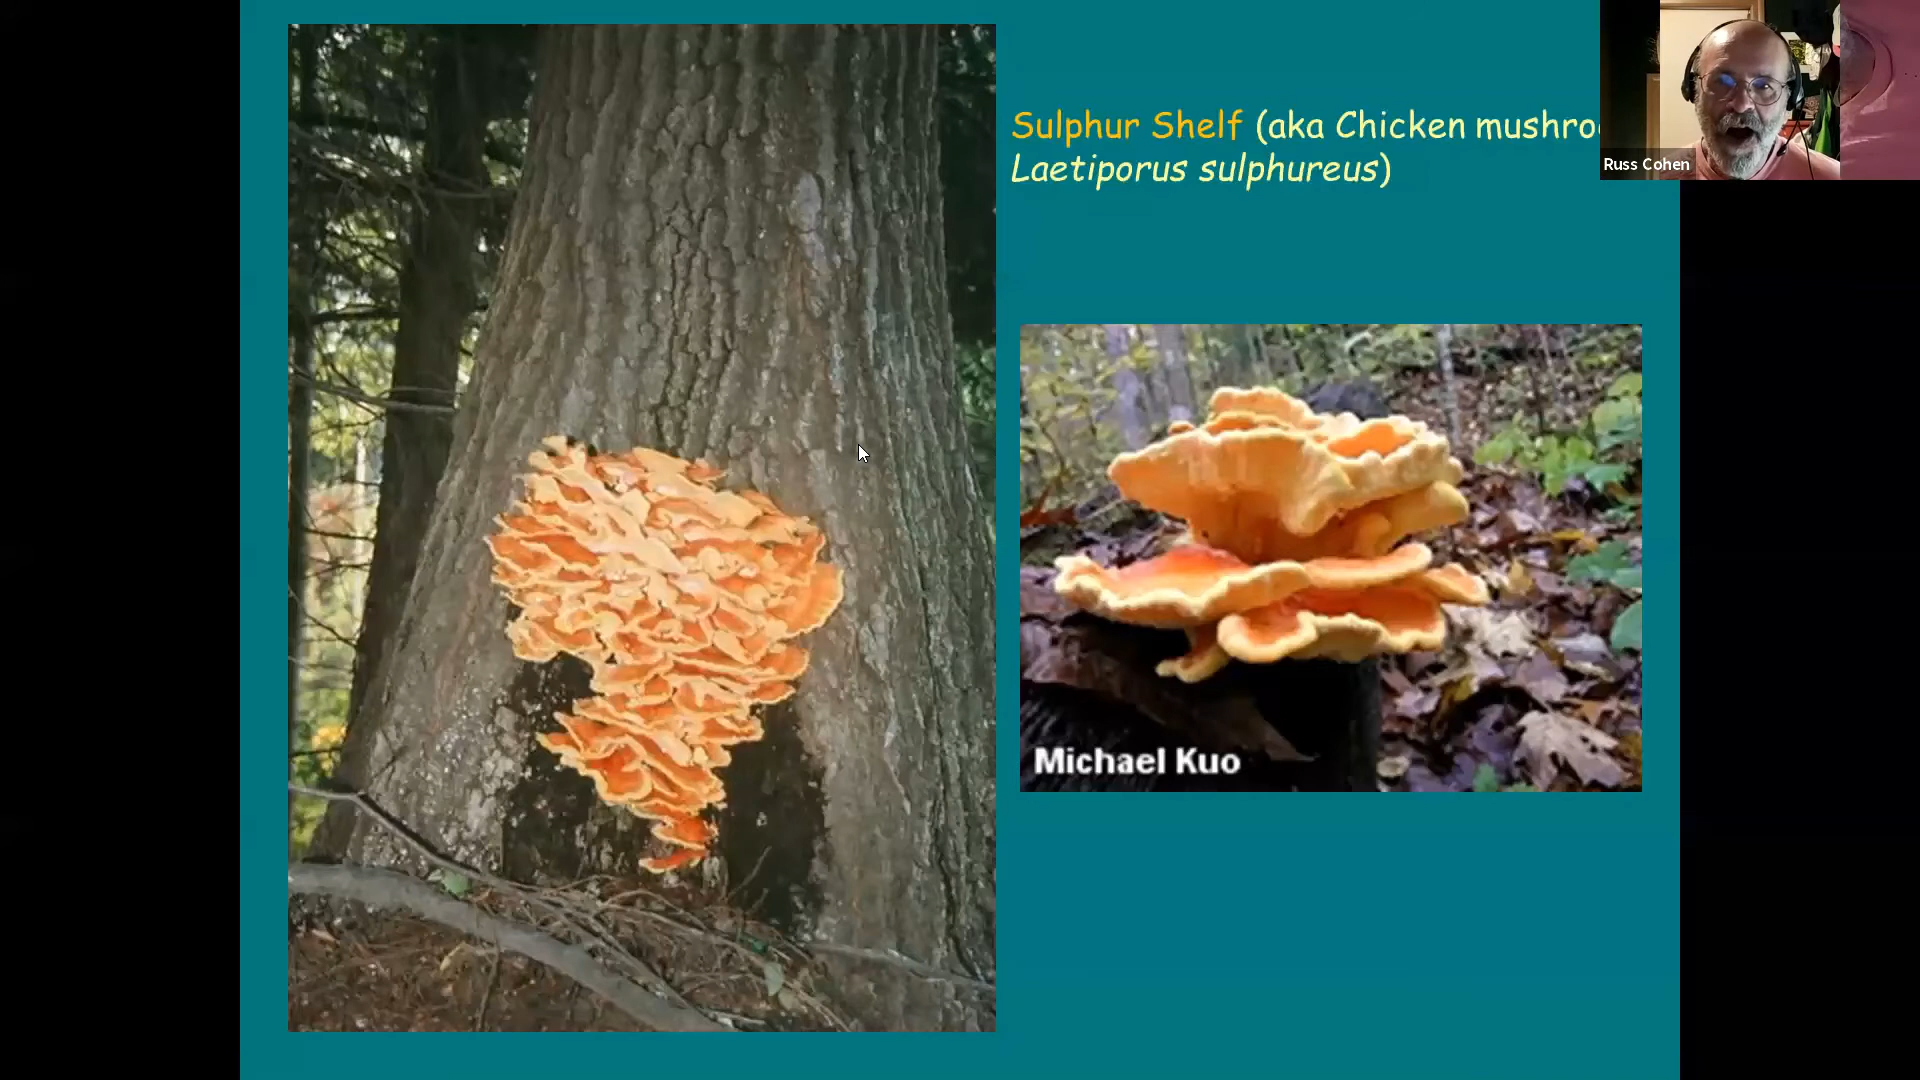 Sulphur Shelf (aka Chicken mushro
Laetiporus sulphureus)
Russ Cohen
Michael Kuo